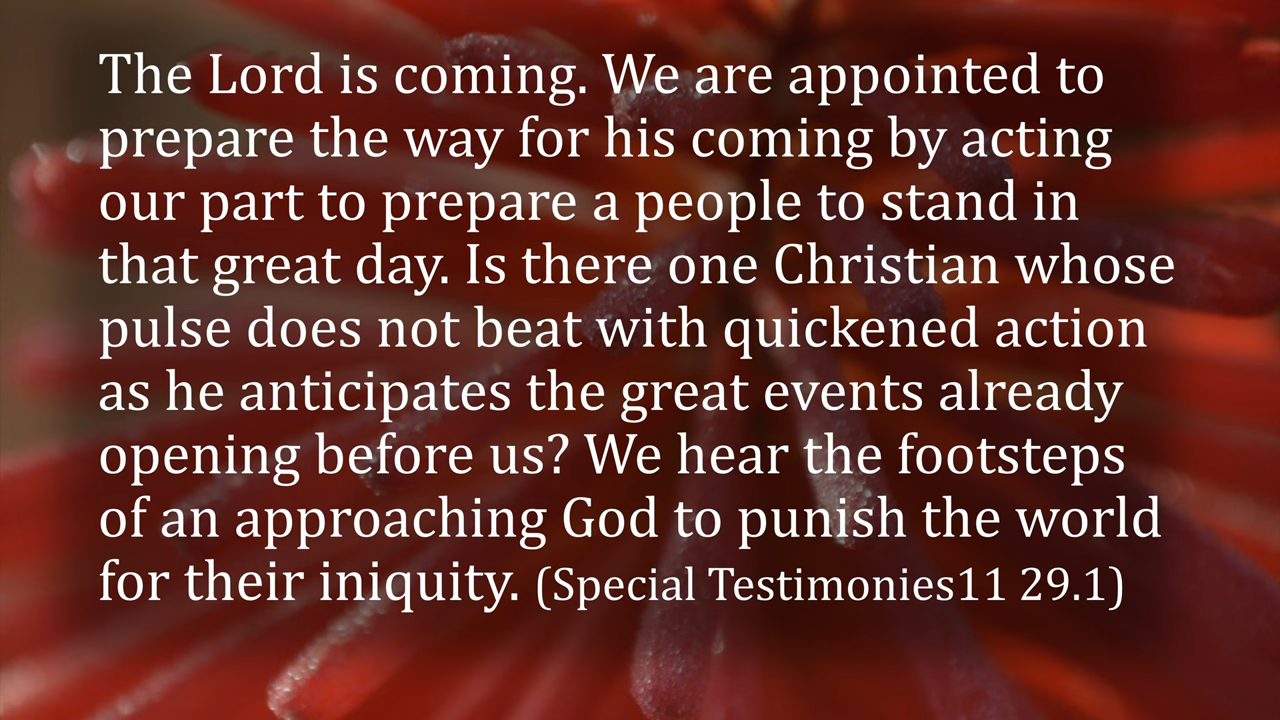 The Lord is coming. We are appointed to
prepare the way for his coming by acting
our part to prepare a people to stand in
that great day. Is there one Christian whose
pulse does not beat with quickened action
as he anticipates the great events already
opening before us? We hear the footsteps
of an approaching God to punish the world
for their iniquity. (Special Testimonies11 29.1)